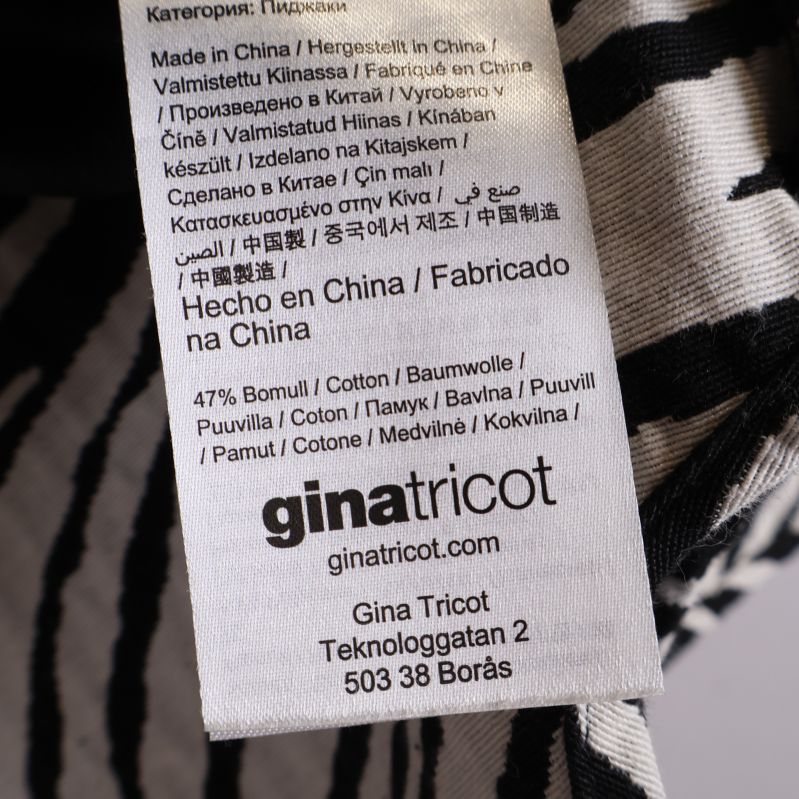 Категория: Пиджаки
Made in China / Hergestellt in China /
Valmistettu Kiinassa / Fabriqué en Chine
/ Произведено в Китай / Vyrobeno v
Číně / Valmistatud Hiinas / Kínában
készült / Izdelano na Kitajskem /
Сделано в Китае / Çin malı /
Κατασκευασμένο στην Κίνα / صنع في
الصين / 中国製 / 중국에서 제조 / 中国制造
/ 中國製造 /
Hecho en China / Fabricado
na China
47% Bomull / Cotton / Baumwolle /
Puuvilla / Coton / Памук / Bavlna / Puuvill
/ Pamut / Cotone / Medvilnė / Kokvilna /
ginatricot
ginatricot.com
Gina Tricot
Teknologgatan 2
503 38 Borås